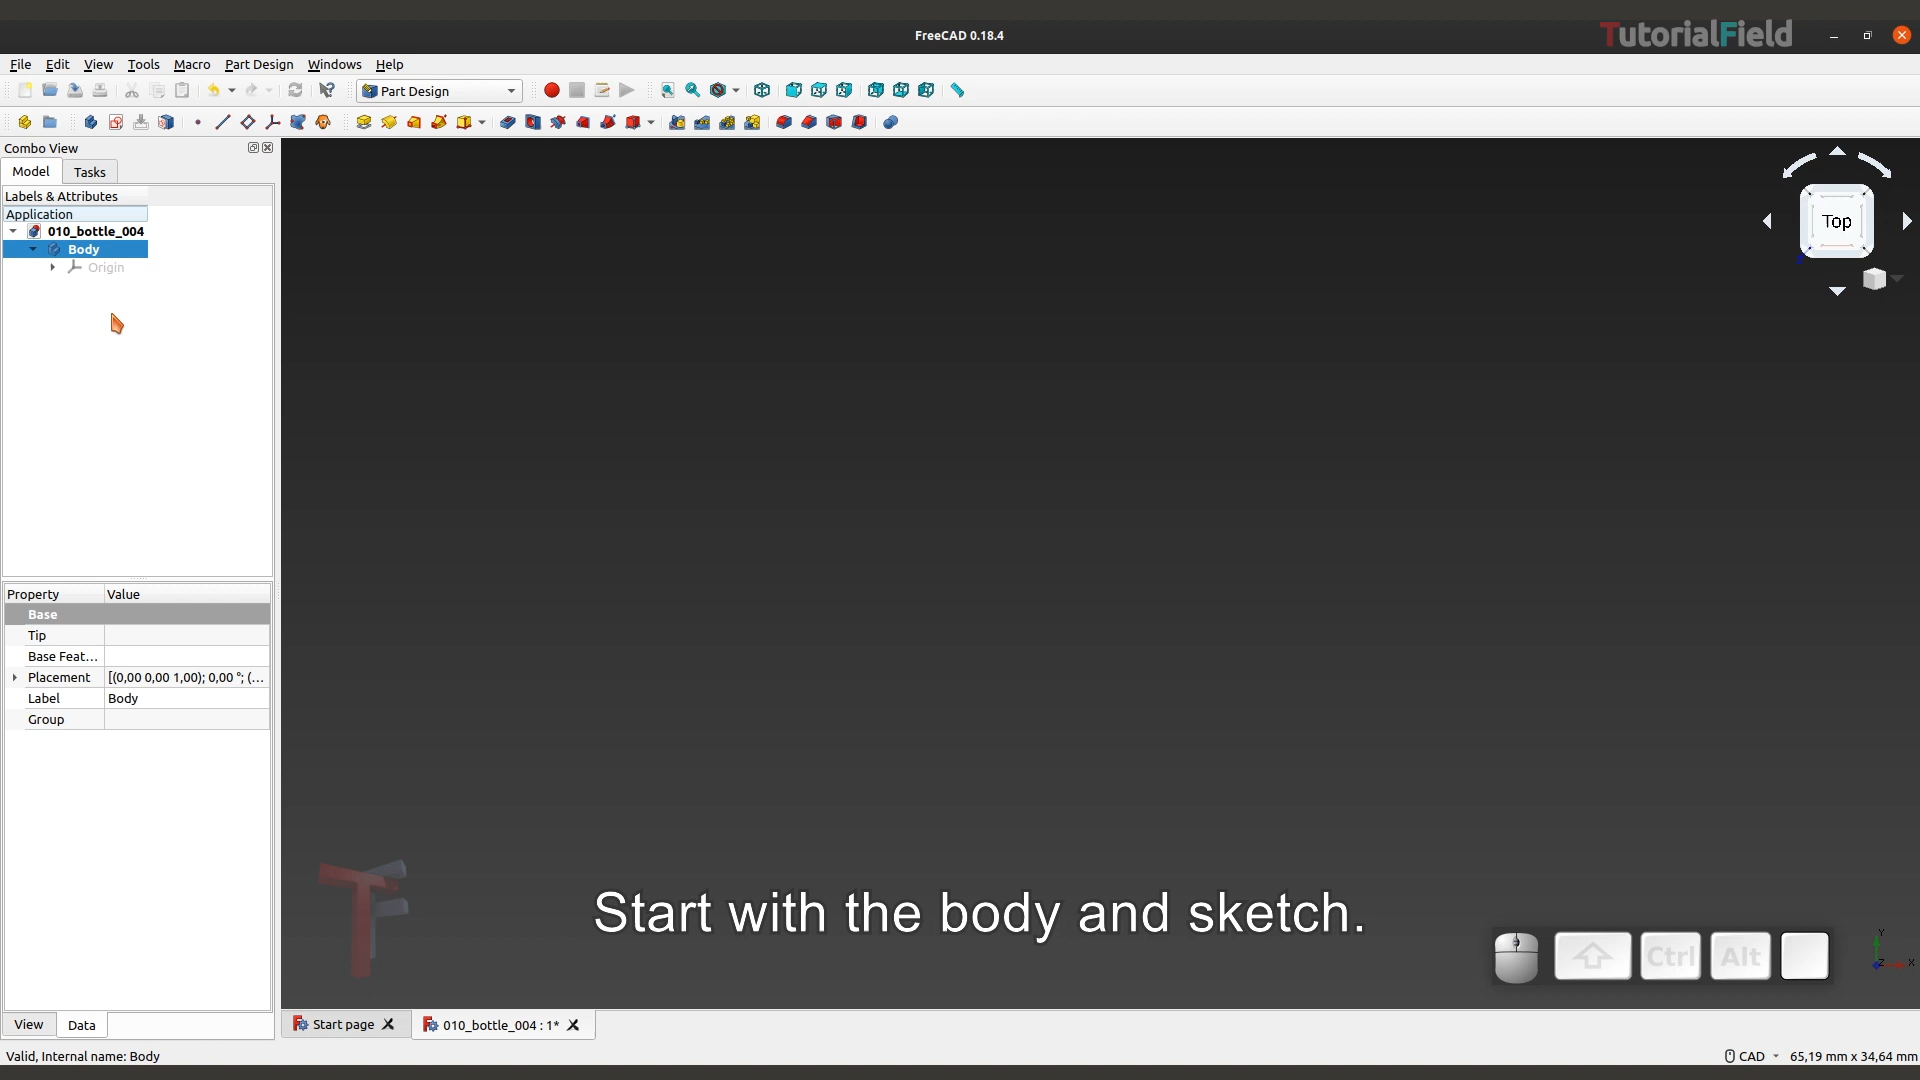 FreeCAD 0.18.4
TutorialField
File Edit View Tools Macro Part Design Windows Help
Part Design
Combo View
Model Tasks
Labels & Attributes
Application
010_bottle_004
Body
Origin
Top
Property Value
Base
Tip
Base Feat...
Placement [(0,00 0,00 1,00); 0,00 °; (...
Label Body
Group
Start with the body and sketch.
Ctrl Alt
Y
Z
X
View Data
Start page 010_bottle_004 : 1*
Valid, Internal name: Body
CAD 65,19 mm x 34,64 mm